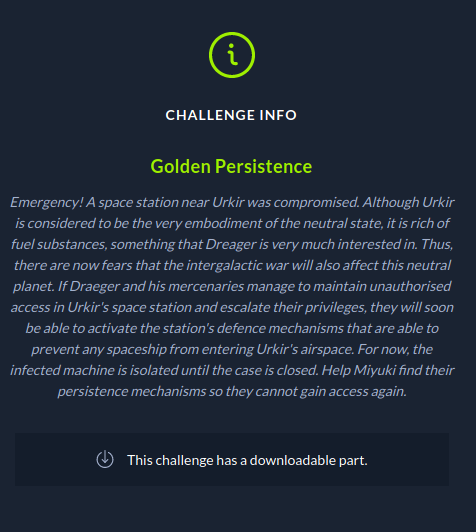 CHALLENGE INFO
Golden Persistence
Emergency! A space station near Urkir was compromised. Although Urkir
is considered to be the very embodiment of the neutral state, it is rich of
fuel substances, something that Dreager is very much interested in. Thus,
there are now fears that the intergalactic war will also affect this neutral
planet. If Draeger and his mercenaries manage to maintain unauthorised
access in Urkir's space station and escalate their privileges, they will soon
be able to activate the station's defence mechanisms that are able to
prevent any spaceship from entering Urkir's airspace. For now, the
infected machine is isolated until the case is closed. Help Miyuki find their
persistence mechanisms so they cannot gain access again.
This challenge has a downloadable part.